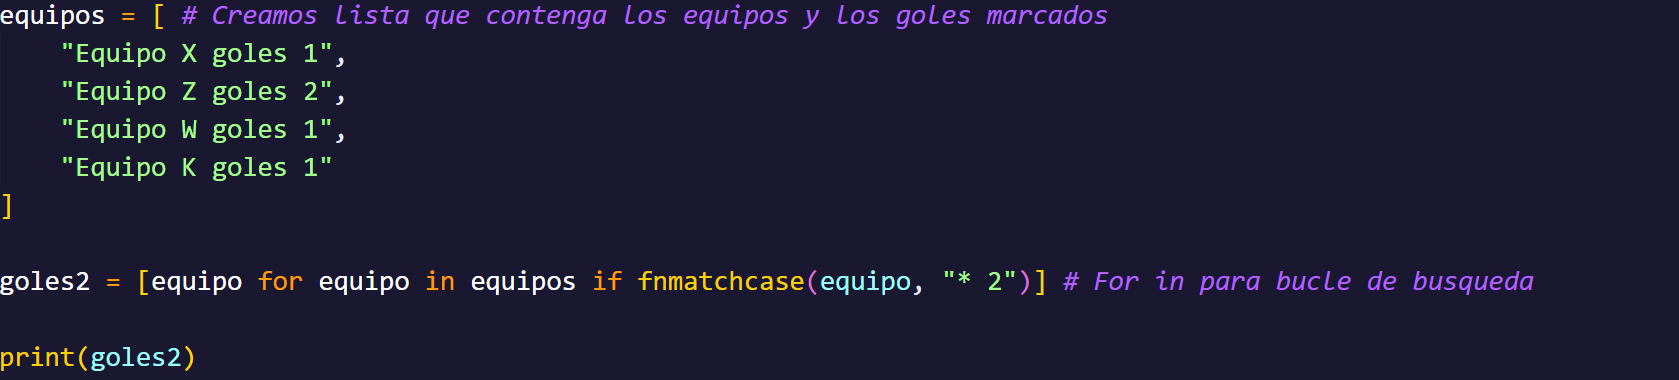 equipos = [ # Creamos lista que contenga los equipos y los goles marcados
    "Equipo X goles 1",
    "Equipo Z goles 2",
    "Equipo W goles 1",
    "Equipo K goles 1"
]
goles2 = [equipo for equipo in equipos if fnmatchcase(equipo, "* 2")] # For in para bucle de busqueda
print(goles2)